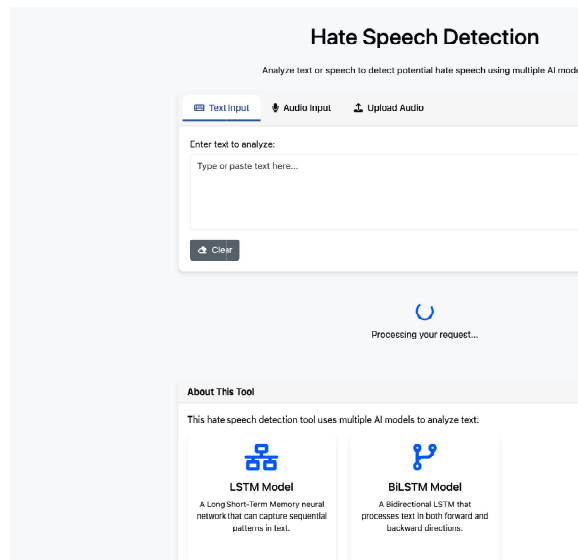 Hate Speech Detection
Analyze text or speech to detect potential hate speech using multiple AI
Text Input Audio Input Upload Audio
Enter text to analyze:
Type or paste text here...
Clear
Processing your request...
About This Tool
This hate speech detection tool uses multiple AI models to analyze text:
LSTM Model
A Long Short-Term Memory neural
network that can capture sequential
patterns in text.
BiLSTM Model
A Bidirectional LSTM that
processes text in both forward and
backward directions.